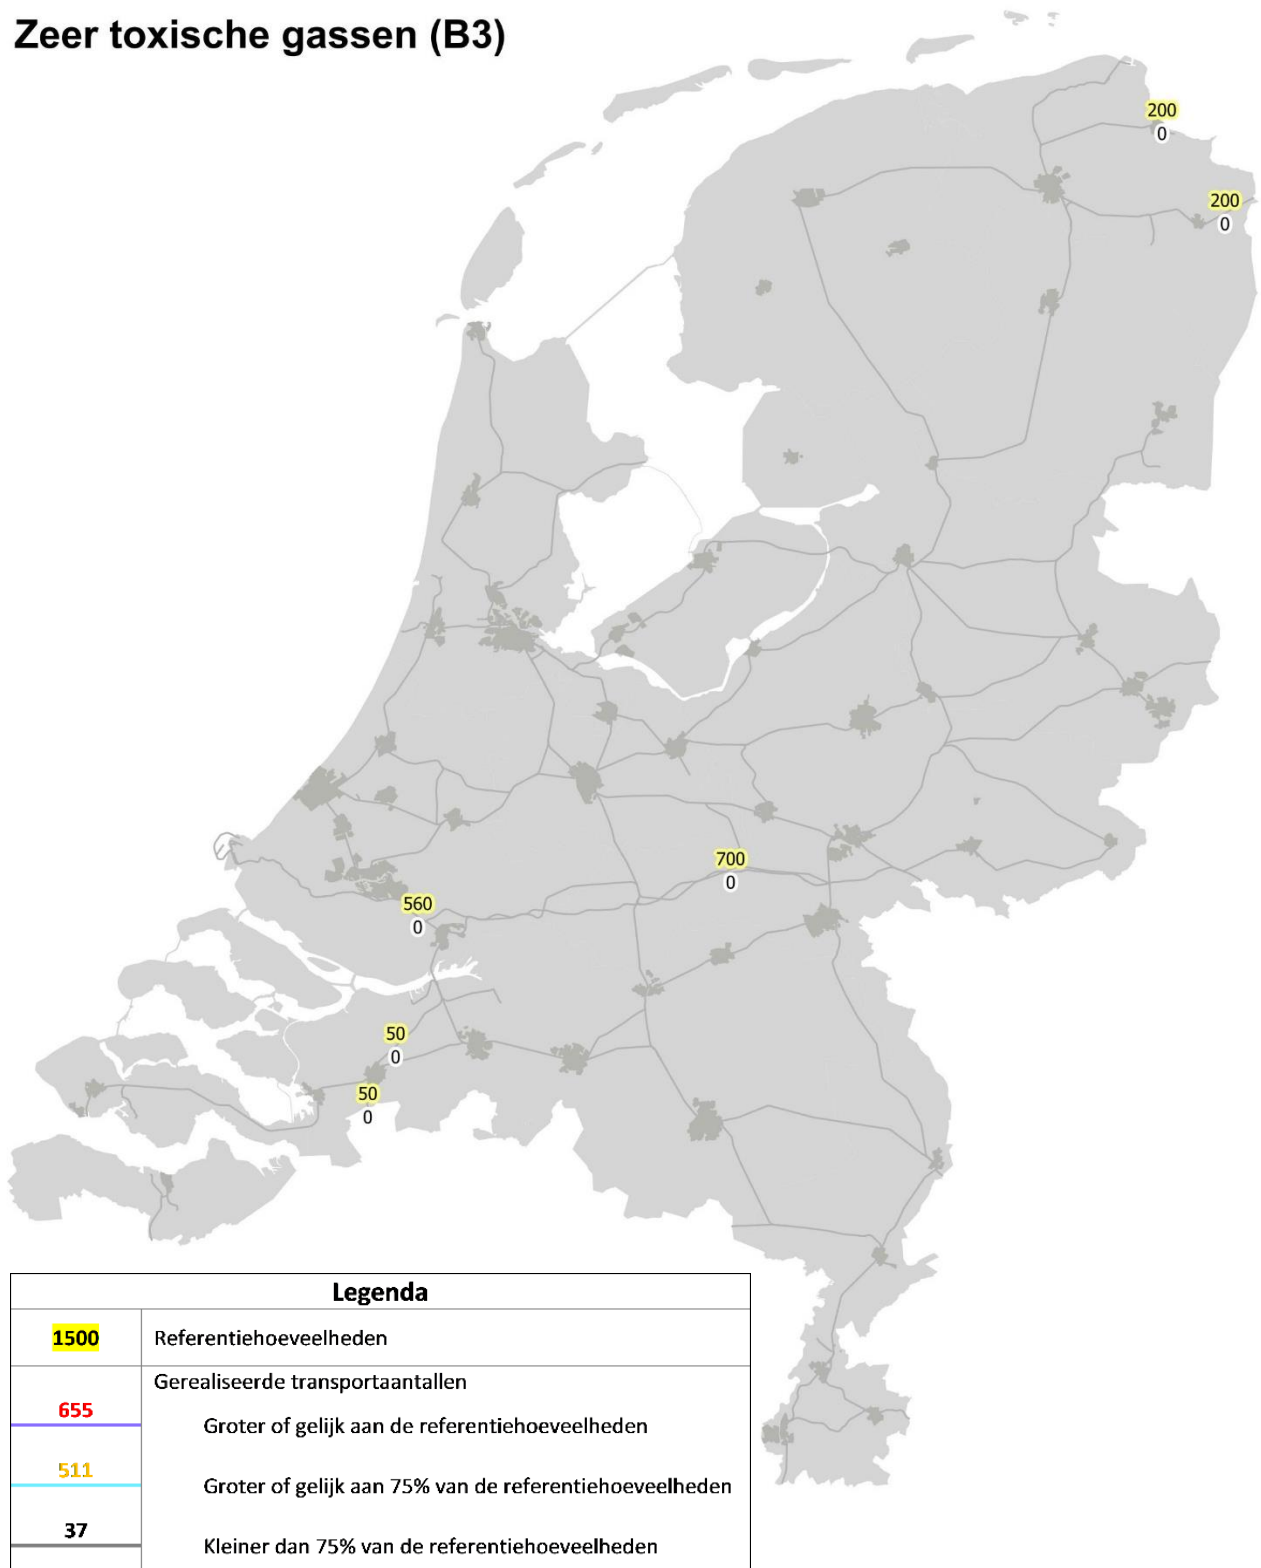 Zeer toxische gassen (B3)
200
0
200
0
700
0
560
0
50
0
50
0
Legenda
1500 Referentiehoeveelheden
Gerealiseerde transportaantallen
655
Groter of gelijk aan de referentiehoeveelheden
511
Groter of gelijk aan 75% van de referentiehoeveelheden
37
Kleiner dan 75% van de referentiehoeveelheden